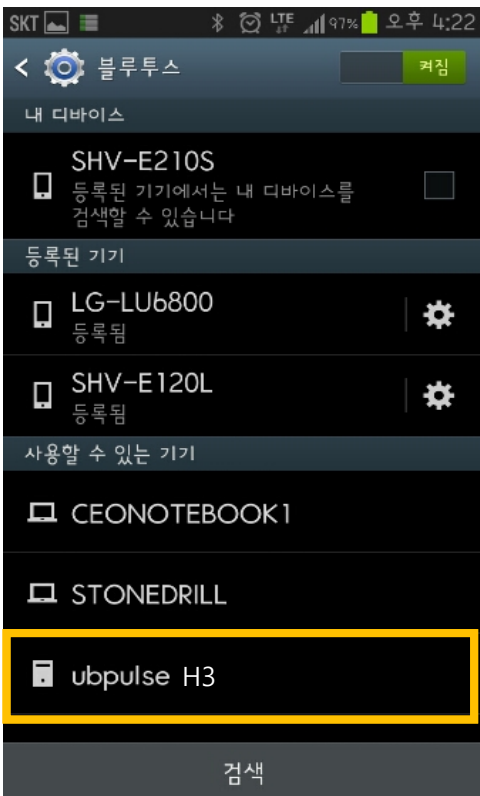 SKT LTE 97% 오후 4:22
블루투스 켜짐
내 디바이스
SHV-E210S
등록된 기기에서는 내 디바이스를
검색할 수 있습니다
등록된 기기
LG-LU6800
등록됨
SHV-E120L
등록됨
사용할 수 있는 기기
CEONOTEBOOK1
STONEDRILL
ubpulse H3
검색